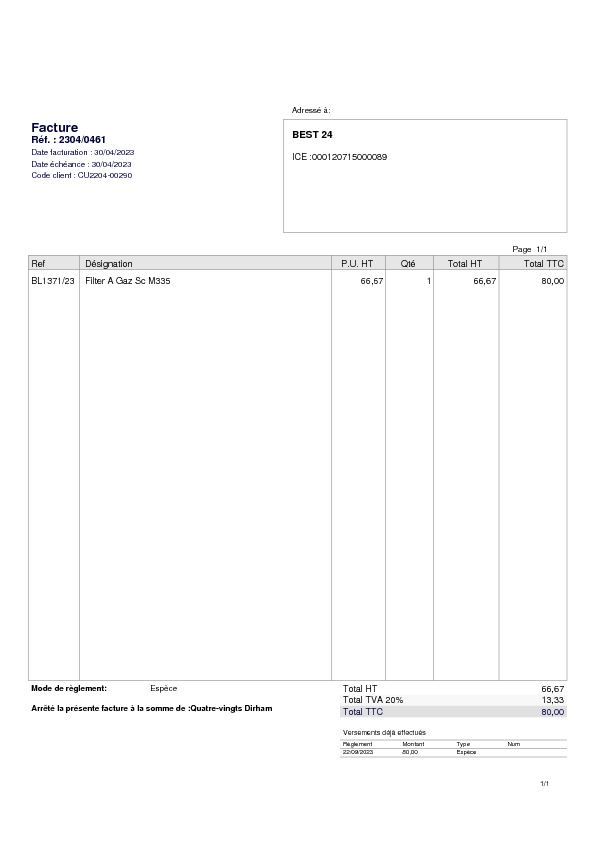 Adressé à:
Facture
Réf. : 2304/0461
Date facturation : 30/04/2023
Date échéance : 30/04/2023
Code client : CU2204-00290
BEST 24
ICE :000120715000089
Page 1/1
Ref Désignation P.U. HT Qté Total HT Total TTC
BL1371/23 Filter A Gaz Sc M335 66,67 1 66,67 80,00
Mode de règlement: Espèce
Arrêté la présente facture à la somme de :Quatre-vingts Dirham
Total HT 66,67
Total TVA 20% 13,33
Total TTC 80,00
Versements déjà effectués
Règlement Montant Type Num
22/09/2023 80,00 Espèce
1/1